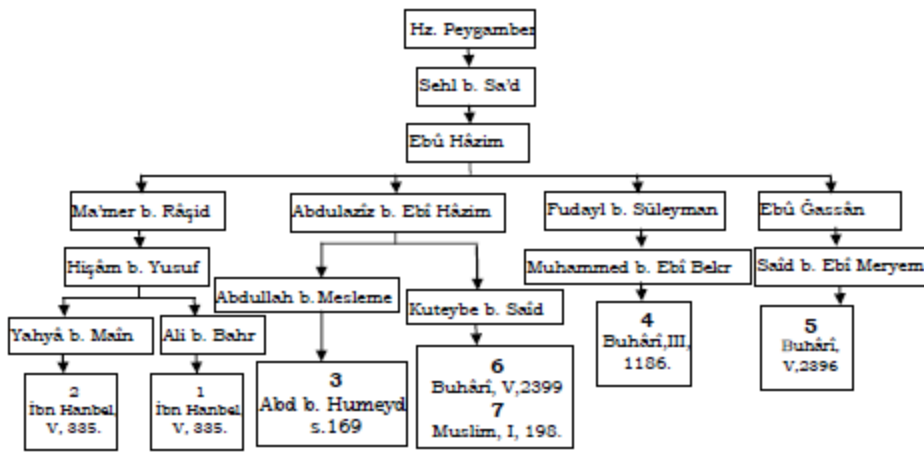 Hz. Peygamber
Sehl b. Sa'd
Ebû Hâzim
Ma'mer b. Râşid
Abdulazîz b. Ebî Hâzim
Fudayl b. Süleyman
Ebû Ğassân
Hişâm b. Yusuf
Abdullah b. Mesleme
Kuteybe b. Saîd
Muhammed b. Ebî Bekr
Saîd b. Ebî Meryem
Yahyâ b. Maîn
Ali b. Bahr
2
İbn Hanbel,
V, 335.
1
İbn Hanbel,
V, 335.
3
Abd b. Humeyd
s.169
6
Buhârî, V,2399
7
Muslim, I, 198.
4
Buhârî,III,
1186.
5
Buhârî,
V,2396